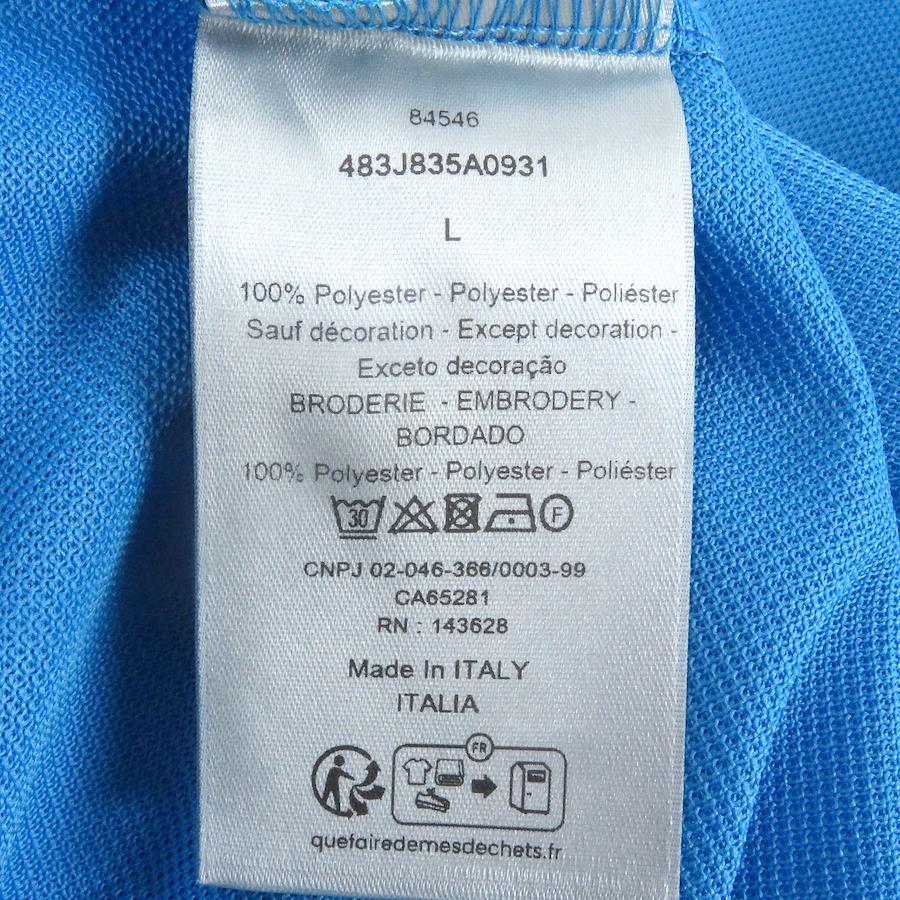 84546
483J835A0931
L
100% Polyester - Polyester - Poliéster
Sauf décoration - Except decoration -
Exceto decoração
BRODERIE - EMBRODERY -
BORDADO
100% Polyester - Polyester - Poliéster
30 F
CNPJ 02-046-366/0003-99
CA65281
RN : 143628
Made In ITALY
ITALIA
FR
quefairedemesdechets.fr